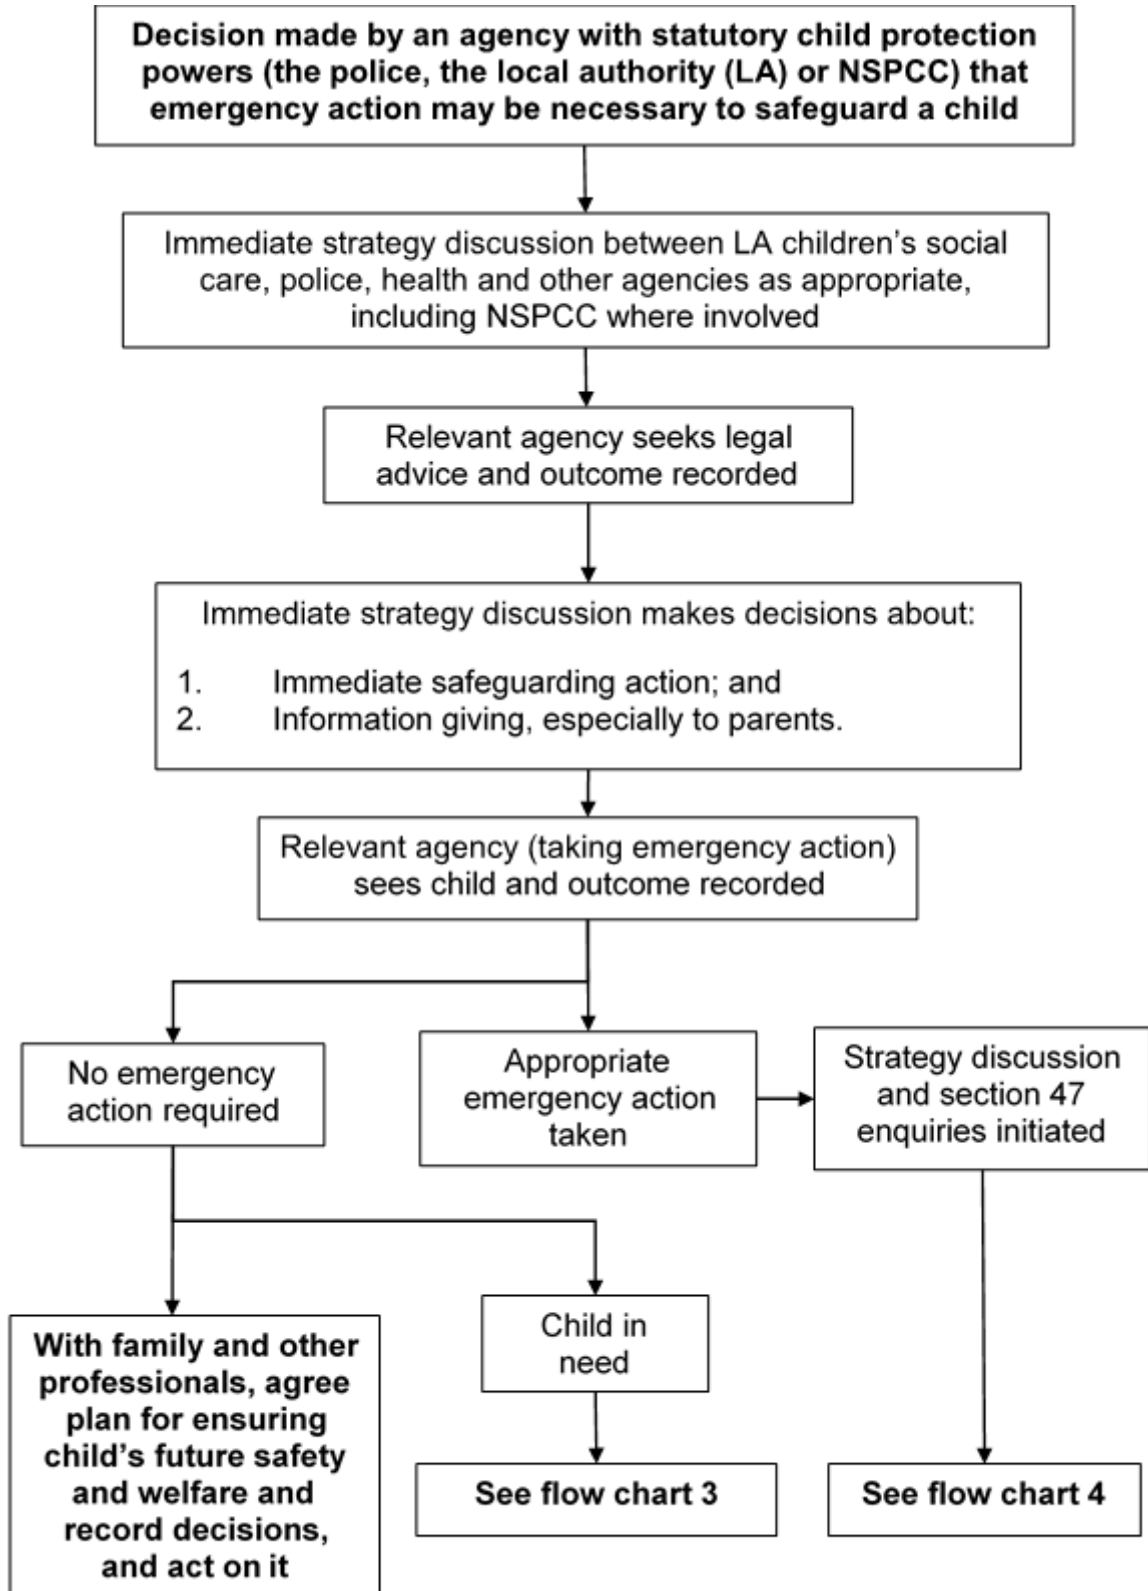 Decision made by an agency with statutory child protection
powers (the police, the local authority (LA) or NSPCC) that
emergency action may be necessary to safeguard a child
Immediate strategy discussion between LA children's social
care, police, health and other agencies as appropriate,
including NSPCC where involved
Relevant agency seeks legal
advice and outcome recorded
Immediate strategy discussion makes decisions about:
1. Immediate safeguarding action; and
2. Information giving, especially to parents.
Relevant agency (taking emergency action)
sees child and outcome recorded
No emergency
action required
Appropriate
emergency action
taken
Strategy discussion
and section 47
enquiries initiated
With family and other
professionals, agree
plan for ensuring
child's future safety
and welfare and
record decisions,
and act on it
Child in
need
See flow chart 3
See flow chart 4